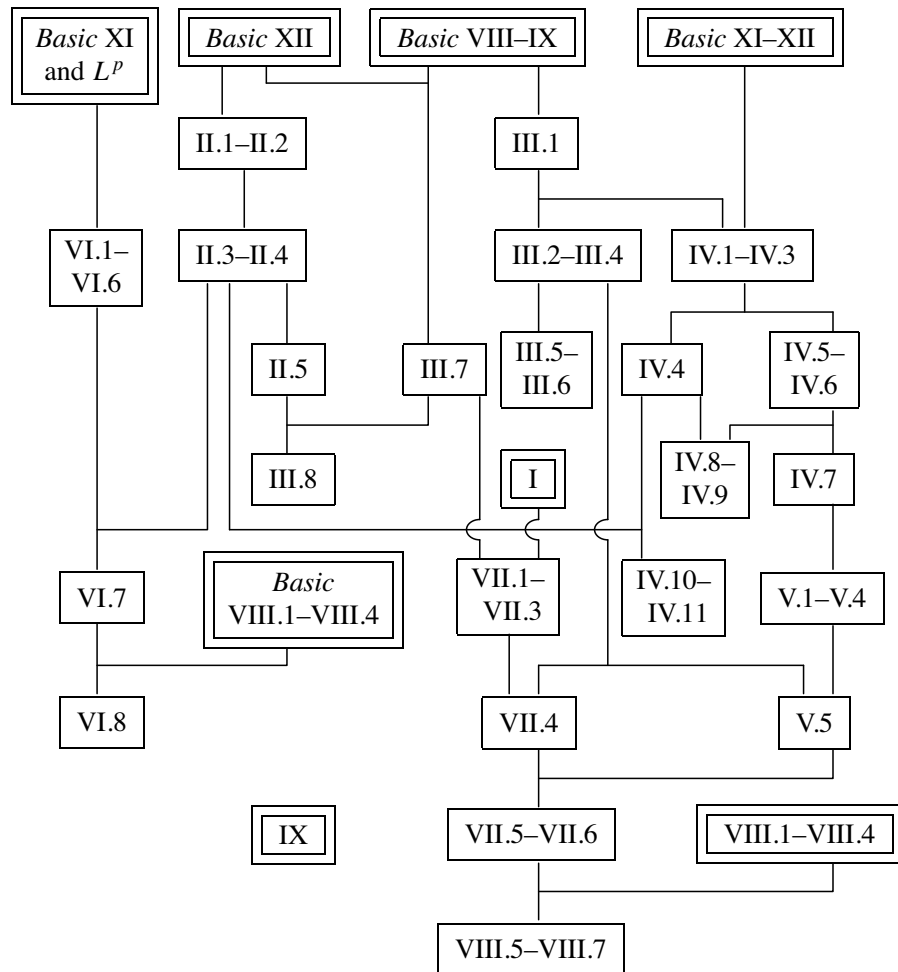 Basic XI
and L^p
Basic XII
Basic VIII–IX
Basic XI–XII
II.1–II.2
III.1
VI.1–
VI.6
II.3–II.4
III.2–III.4
IV.1–IV.3
II.5
III.7
III.5–
III.6
IV.4
IV.5–
IV.6
III.8
I
IV.8–
IV.9
IV.7
VI.7
Basic
VIII.1–VIII.4
VII.1–
VII.3
IV.10–
IV.11
V.1–V.4
VI.8
VII.4
V.5
IX
VII.5–VII.6
VIII.1–VIII.4
VIII.5–VIII.7